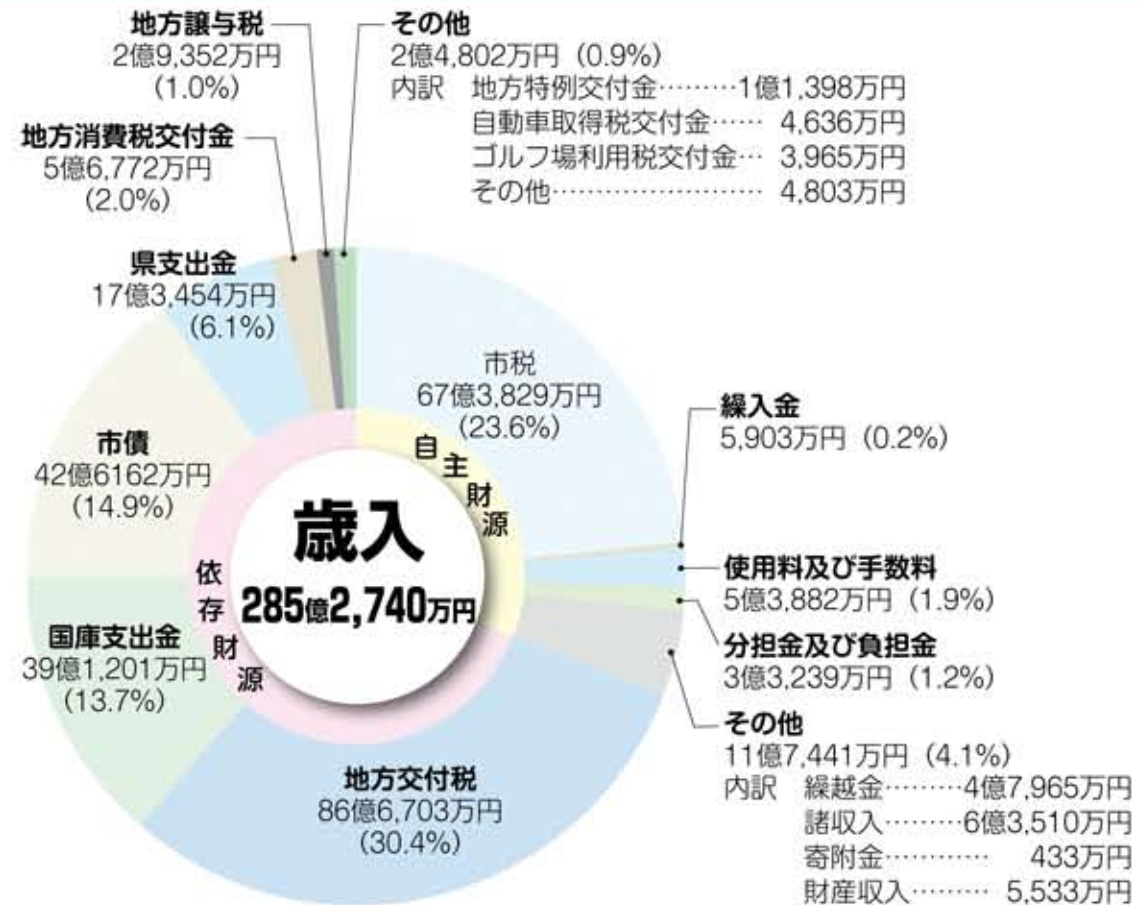 地方譲与税
2億9,352万円
(1.0%)
その他
2億4,802万円 (0.9%)
内訳 地方特例交付金………1億1,398万円
自動車取得税交付金…… 4,636万円
ゴルフ場利用税交付金… 3,965万円
その他…………………… 4,803万円
地方消費税交付金
5億6,772万円
(2.0%)
県支出金
17億3,454万円
(6.1%)
市税
67億3,829万円
(23.6%)
繰入金
5,903万円 (0.2%)
市債
42億6162万円
(14.9%)
自主財源
歳入
285億2,740万円
依存財源
使用料及び手数料
5億3,882万円 (1.9%)
分担金及び負担金
3億3,239万円 (1.2%)
国庫支出金
39億1,201万円
(13.7%)
その他
11億7,441万円 (4.1%)
内訳 繰越金………4億7,965万円
諸収入………6億3,510万円
寄附金………… 433万円
財産収入……… 5,533万円
地方交付税
86億6,703万円
(30.4%)